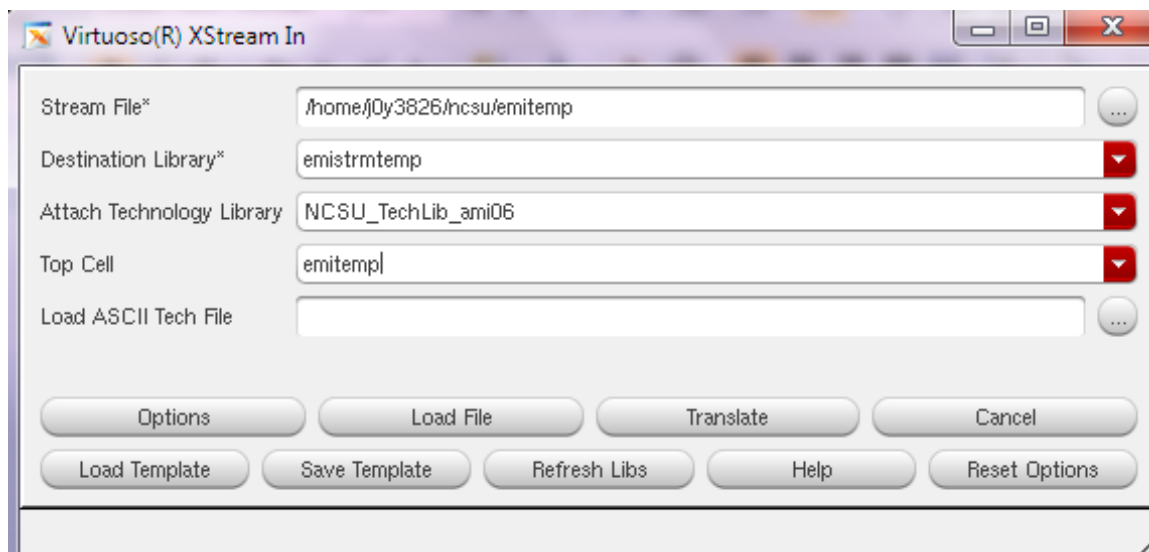 Virtuoso(R) XStream In
Stream File* /home/j0y3826/ncsu/emitemp ...
Destination Library* emistrmtemp
Attach Technology Library NCSU_TechLib_ami06
Top Cell emitemp
Load ASCII Tech File ...
Options Load File Translate Cancel
Load Template Save Template Refresh Libs Help Reset Options